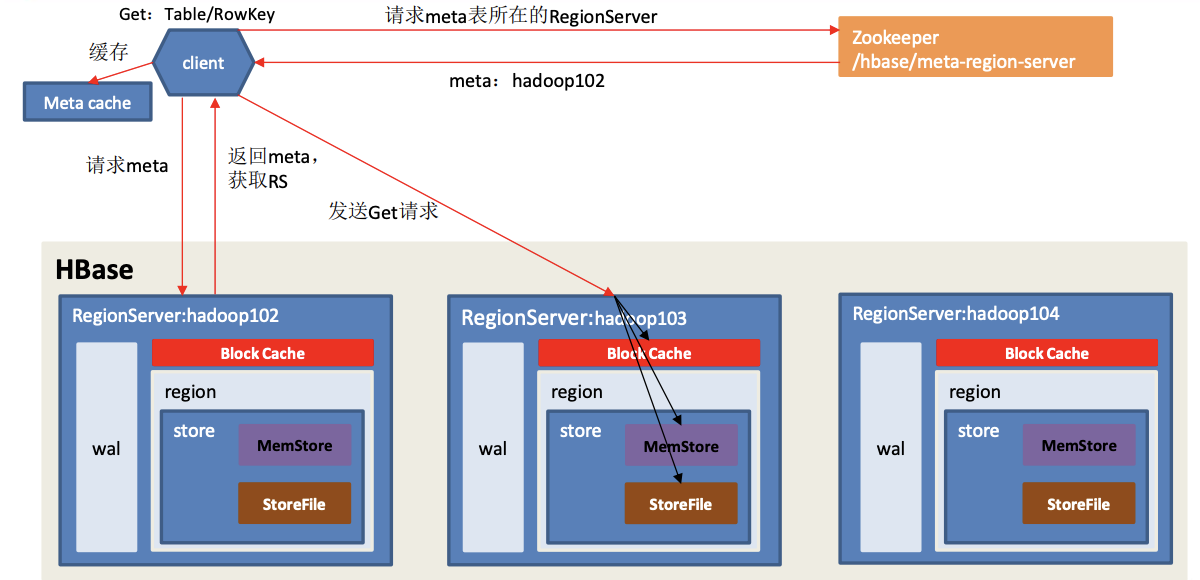 Get：Table/RowKey
请求meta表所在的RegionServer
Zookeeper
/hbase/meta-region-server
缓存
client
meta：hadoop102
Meta cache
请求meta
返回meta，
获取RS
发送Get请求
HBase
RegionServer:hadoop102
Block Cache
region
wal
store
MemStore
StoreFile
RegionServer:hadoop103
Block Cache
region
wal
store
MemStore
StoreFile
RegionServer:hadoop104
Block Cache
region
wal
store
MemStore
StoreFile